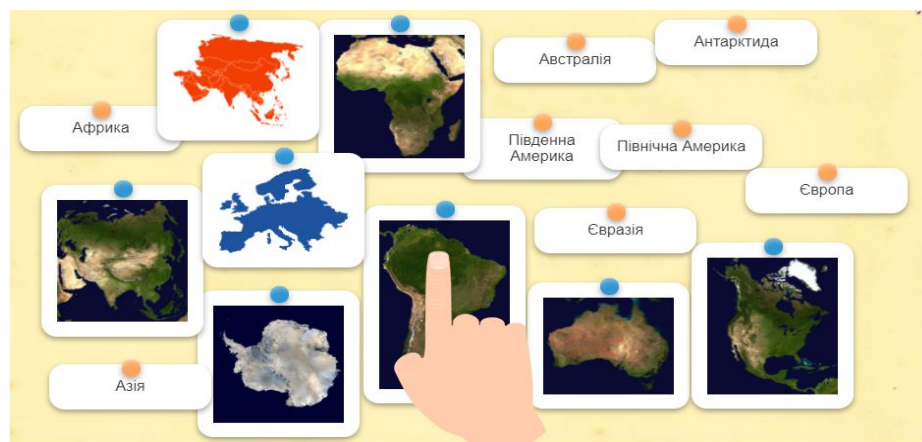 Антарктида
Австралія
Африка
Південна
Америка
Північна Америка
Європа
Євразія
Азія